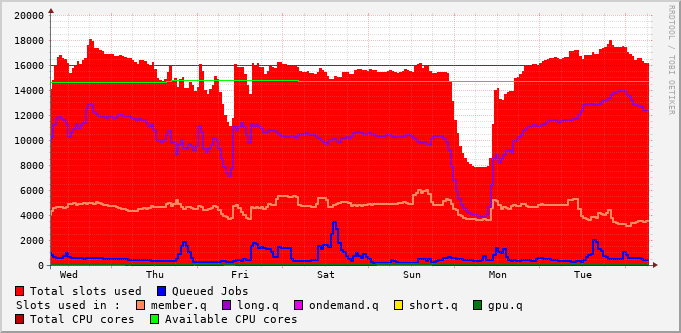 RRDTOOL / TOBI OETIKER
20000
18000
16000
14000
12000
10000
8000
6000
4000
2000
0
Wed Thu Fri Sat Sun Mon Tue
Total slots used Queued Jobs
Slots used in : member.q long.q ondemand.q short.q gpu.q
Total CPU cores Available CPU cores